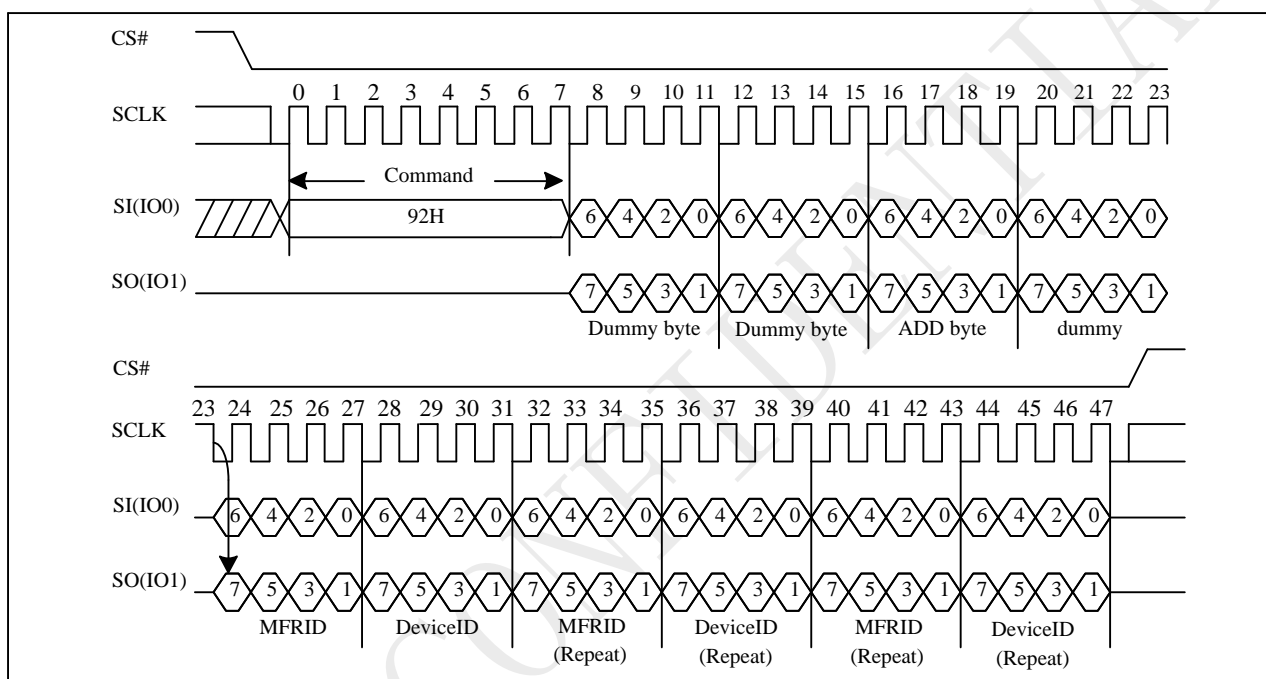 CS#
0 1 2 3 4 5 6 7 8 9 10 11 12 13 14 15 16 17 18 19 20 21 22 23
SCLK
Command
SI(IO0) 92H 6 4 2 0 6 4 2 0 6 4 2 0 6 4 2 0
SO(IO1) 7 5 3 1 7 5 3 1 7 5 3 1 7 5 3 1
Dummy byte Dummy byte ADD byte dummy
CS#
23 24 25 26 27 28 29 30 31 32 33 34 35 36 37 38 39 40 41 42 43 44 45 46 47
SCLK
SI(IO0) 6 4 2 0 6 4 2 0 6 4 2 0 6 4 2 0 6 4 2 0 6 4 2 0
SO(IO1) 7 5 3 1 7 5 3 1 7 5 3 1 7 5 3 1 7 5 3 1 7 5 3 1
MFRID DeviceID MFRID DeviceID MFRID DeviceID
(Repeat) (Repeat) (Repeat) (Repeat)
CONFIDENTIA